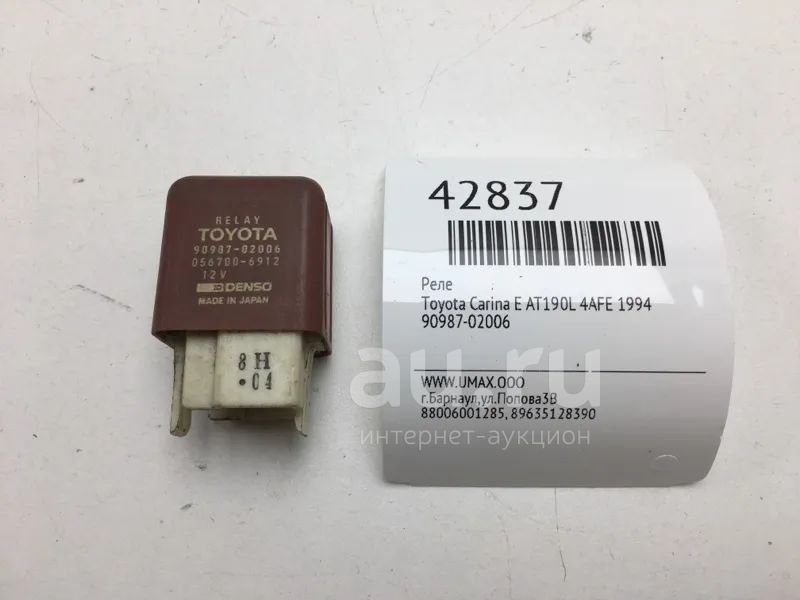 RELAY
TOYOTA
90987-02006
056700-6912
12V
DENSO
MADE IN JAPAN
8 H
•04
42837
Реле
Toyota Carina E AT190L 4AFE 1994
90987-02006
WWW.UMAX.OOO
г.Барнаул,ул.Попова3В
88006001285, 89635128390
au.ru
интернет-аукцион